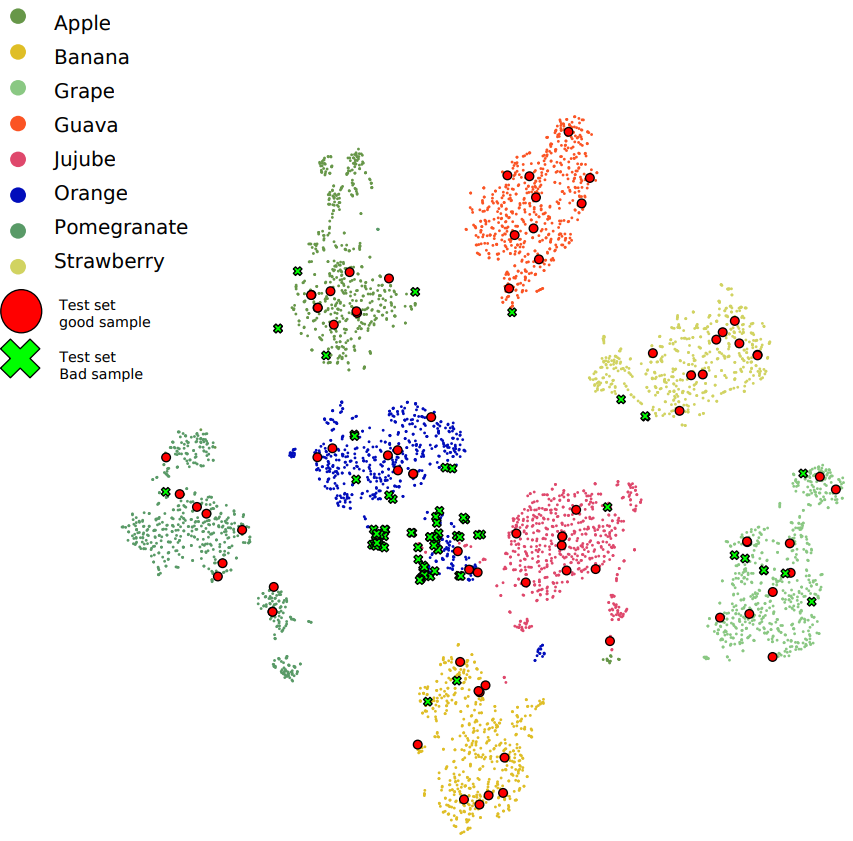 Apple
Banana
Grape
Guava
Jujube
Orange
Pomegranate
Strawberry
Test set
good sample
Test set
Bad sample